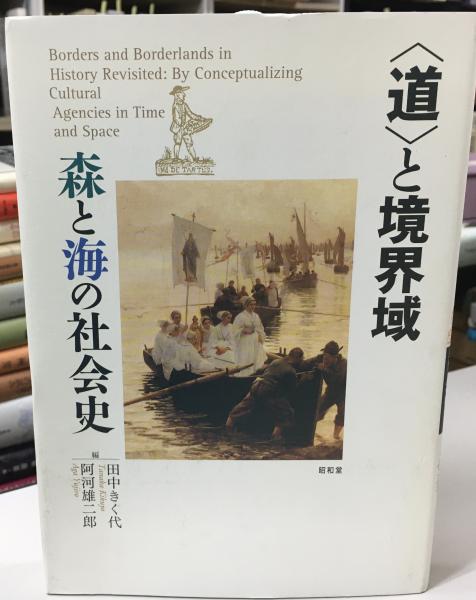 Borders and Borderlands in
History Revisited: By Conceptualizing
Cultural
Agencies in Time
and Space
〈道〉と境界域
森と海の社会史
編
田中きく代
Tanaka Kikuyo
阿河雄二郎
Aga Yujiro
昭和堂